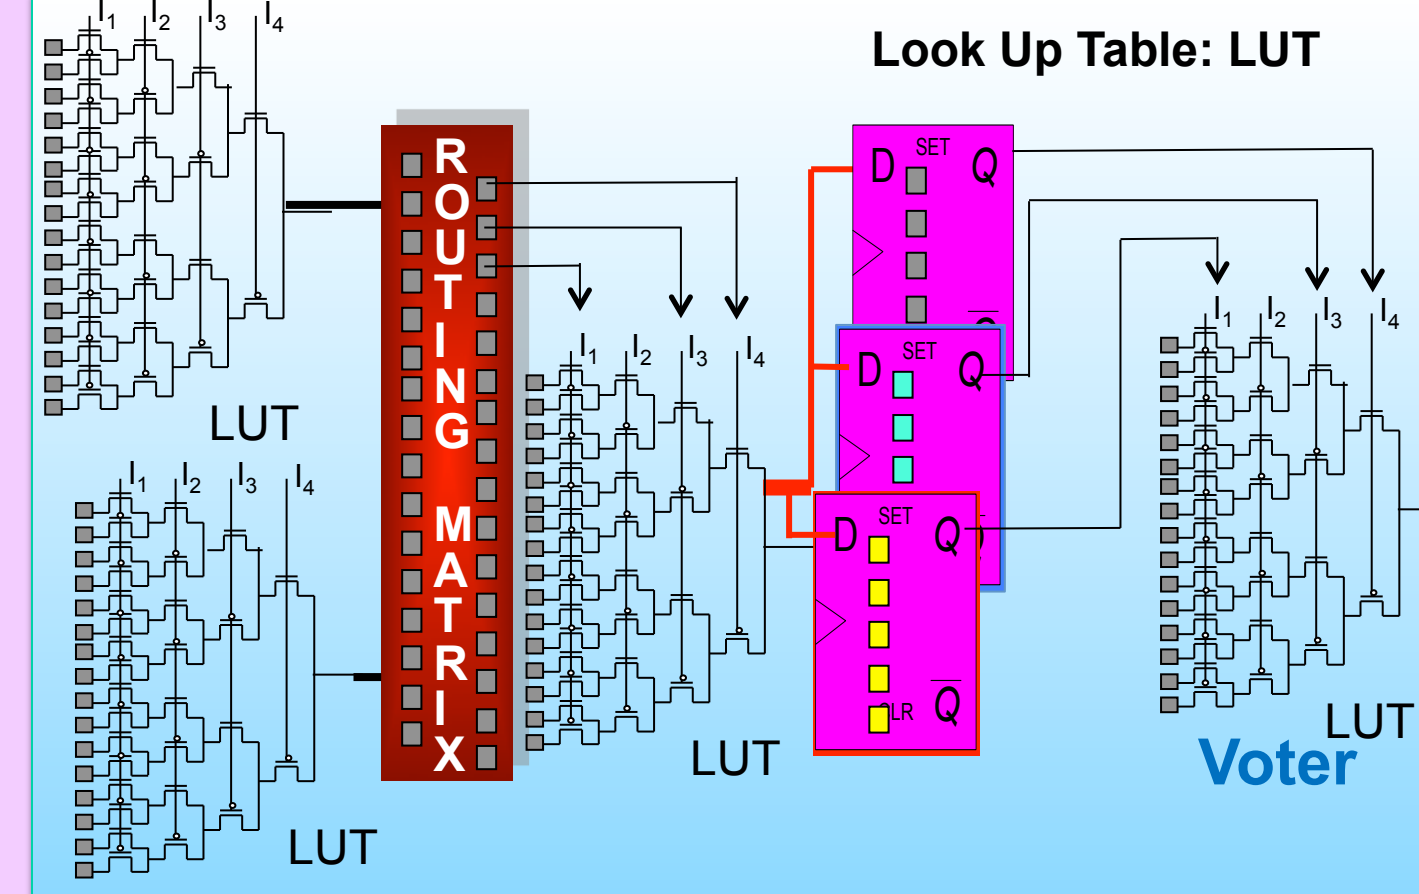 Look Up Table: LUT
I1 I2 I3 I4
LUT
I1 I2 I3 I4
LUT
ROUTING MATRIX
I1 I2 I3 I4
LUT
SET
D Q
Q
SET
D Q
SET
D Q
CLR Q
I1 I2 I3 I4
LUT
Voter